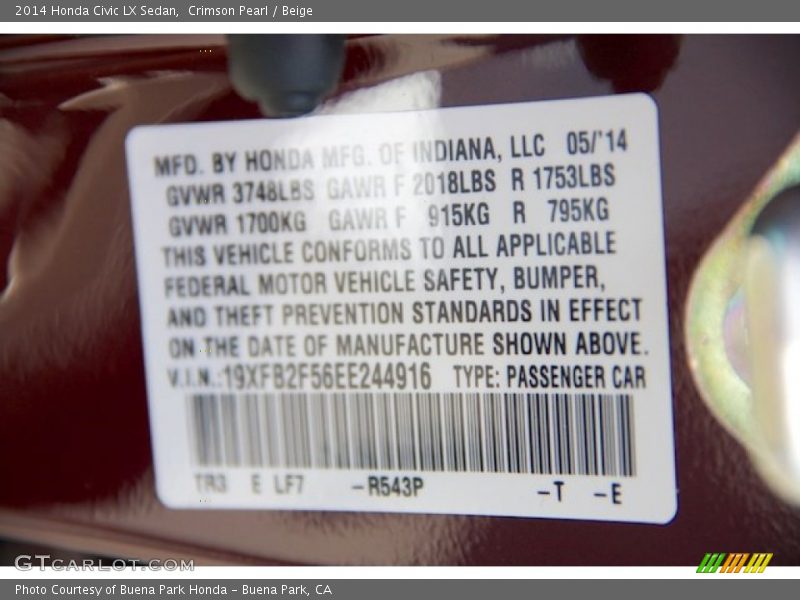 2014 Honda Civic LX Sedan, Crimson Pearl / Beige
MFD. BY HONDA MFG. OF INDIANA, LLC 05/'14
GVWR 3748LBS GAWR F 2018LBS R 1753LBS
GVWR 1700KG GAWR F 915KG R 795KG
THIS VEHICLE CONFORMS TO ALL APPLICABLE
FEDERAL MOTOR VEHICLE SAFETY, BUMPER,
AND THEFT PREVENTION STANDARDS IN EFFECT
ON THE DATE OF MANUFACTURE SHOWN ABOVE.
V.I.N.:19XFB2F56EE244916 TYPE: PASSENGER CAR
TR3 E LF7 -R543P -T -E
GTCARLOT.COM
Photo Courtesy of Buena Park Honda - Buena Park, CA